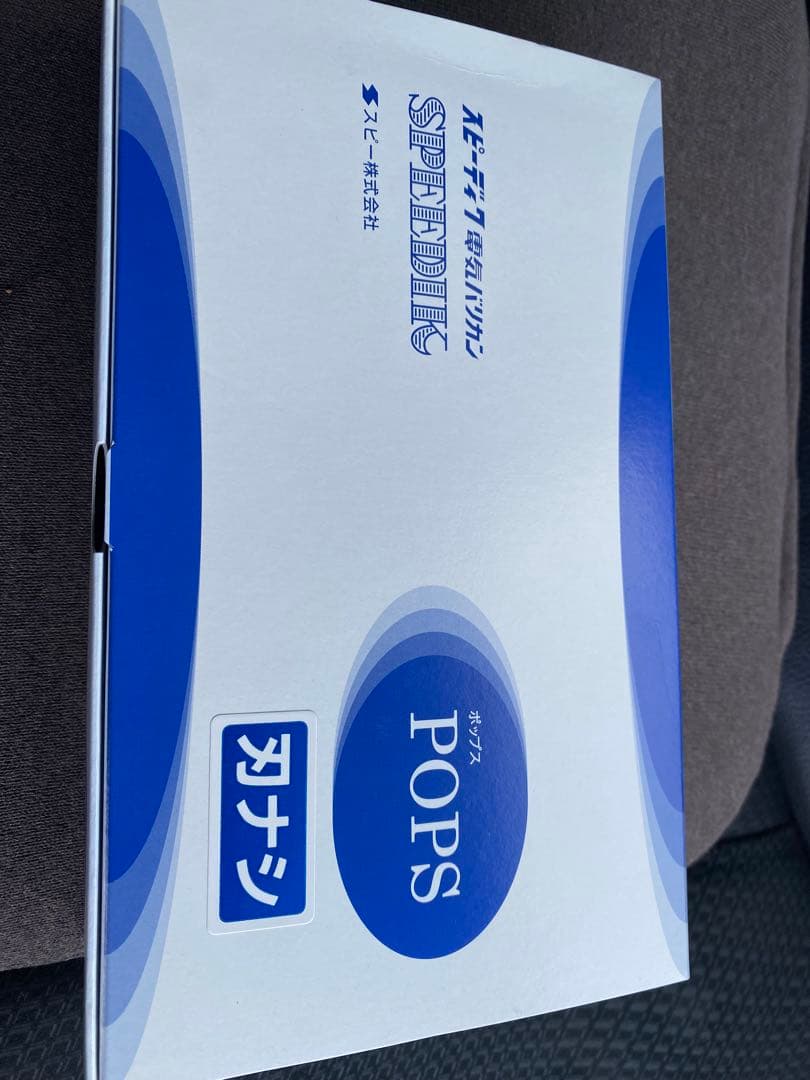 スピーディク電気バリカン
SPEEDIK
スピー株式会社
ポップス
POPS
刃ナシ